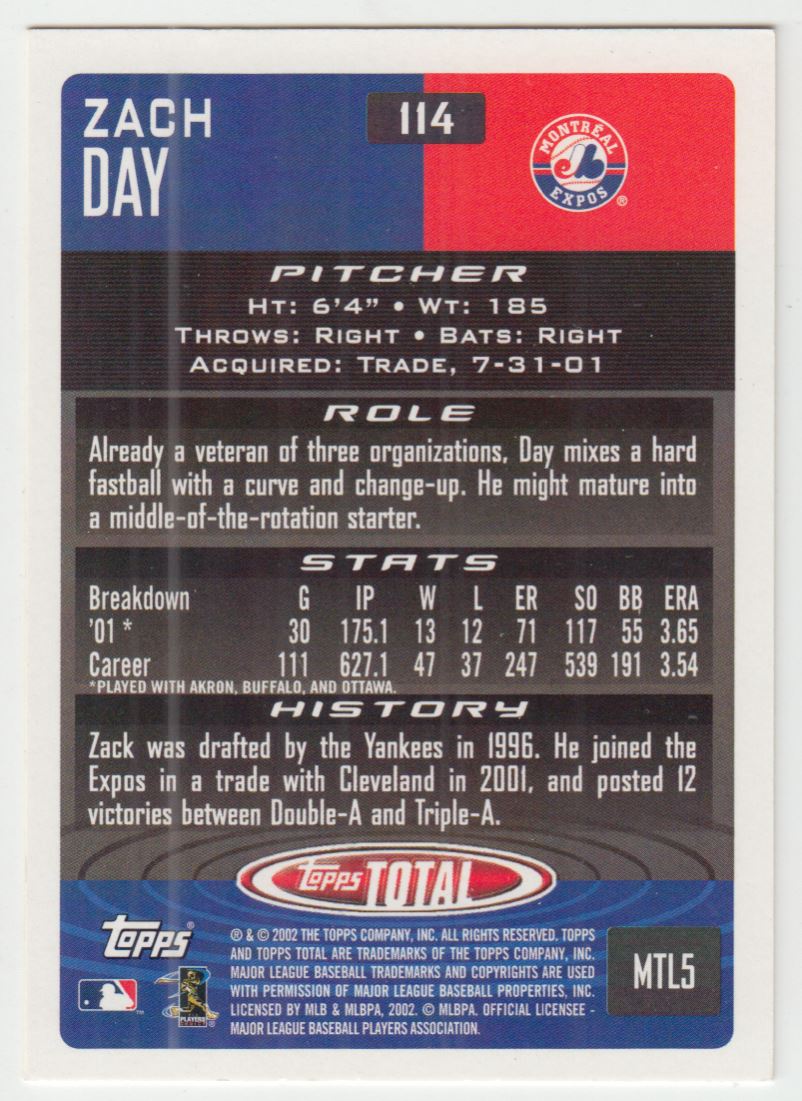 ZACH
DAY
114
MONTRÉAL
EXPOS ®
PITCHER
HT: 6'4" • WT: 185
THROWS: RIGHT • BATS: RIGHT
ACQUIRED: TRADE, 7-31-01
ROLE
Already a veteran of three organizations, Day mixes a hard
fastball with a curve and change-up. He might mature into
a middle-of-the-rotation starter.
STATS
Breakdown G IP W L ER SO BB ERA
'01 * 30 175.1 13 12 71 117 55 3.65
Career 111 627.1 47 37 247 539 191 3.54
*PLAYED WITH AKRON, BUFFALO, AND OTTAWA.
HISTORY
Zack was drafted by the Yankees in 1996. He joined the
Expos in a trade with Cleveland in 2001, and posted 12
victories between Double-A and Triple-A.
topps TOTAL
topps®
® & © 2002 THE TOPPS COMPANY, INC. ALL RIGHTS RESERVED. TOPPS
AND TOPPS TOTAL ARE TRADEMARKS OF THE TOPPS COMPANY, INC.
MAJOR LEAGUE BASEBALL TRADEMARKS AND COPYRIGHTS ARE USED
WITH PERMISSION OF MAJOR LEAGUE BASEBALL PROPERTIES, INC.
LICENSED BY MLB & MLBPA, 2002. © MLBPA. OFFICIAL LICENSEE -
MAJOR LEAGUE BASEBALL PLAYERS ASSOCIATION.
MTL5
PLAYERS
CHOICE ®